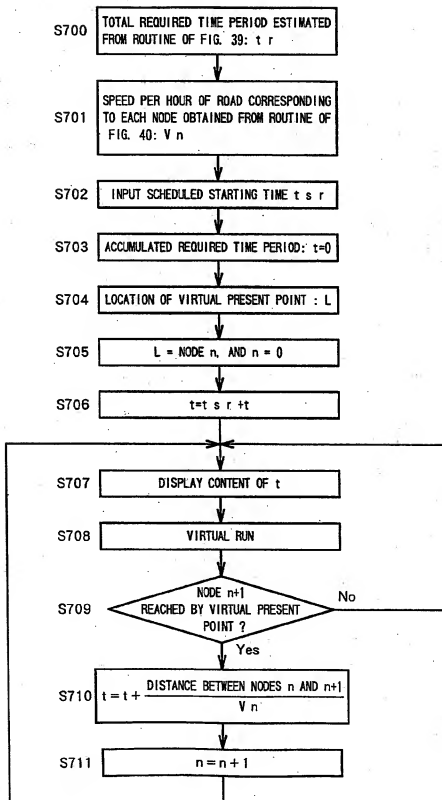 S700
TOTAL REQUIRED TIME PERIOD ESTIMATED
FROM ROUTINE OF FIG. 39: t r
S701
SPEED PER HOUR OF ROAD CORRESPONDING
TO EACH NODE OBTAINED FROM ROUTINE OF
FIG. 40: V n
S702
INPUT SCHEDULED STARTING TIME t s r
S703
ACCUMULATED REQUIRED TIME PERIOD: t=0
S704
LOCATION OF VIRTUAL PRESENT POINT : L
S705
L = NODE n, AND n = 0
S706
t=t s r +t
S707
DISPLAY CONTENT OF t
S708
VIRTUAL RUN
S709
NODE n+1
REACHED BY VIRTUAL PRESENT
POINT ?
No
Yes
S710
t = t + DISTANCE BETWEEN NODES n AND n+1
V n
S711
n = n + 1